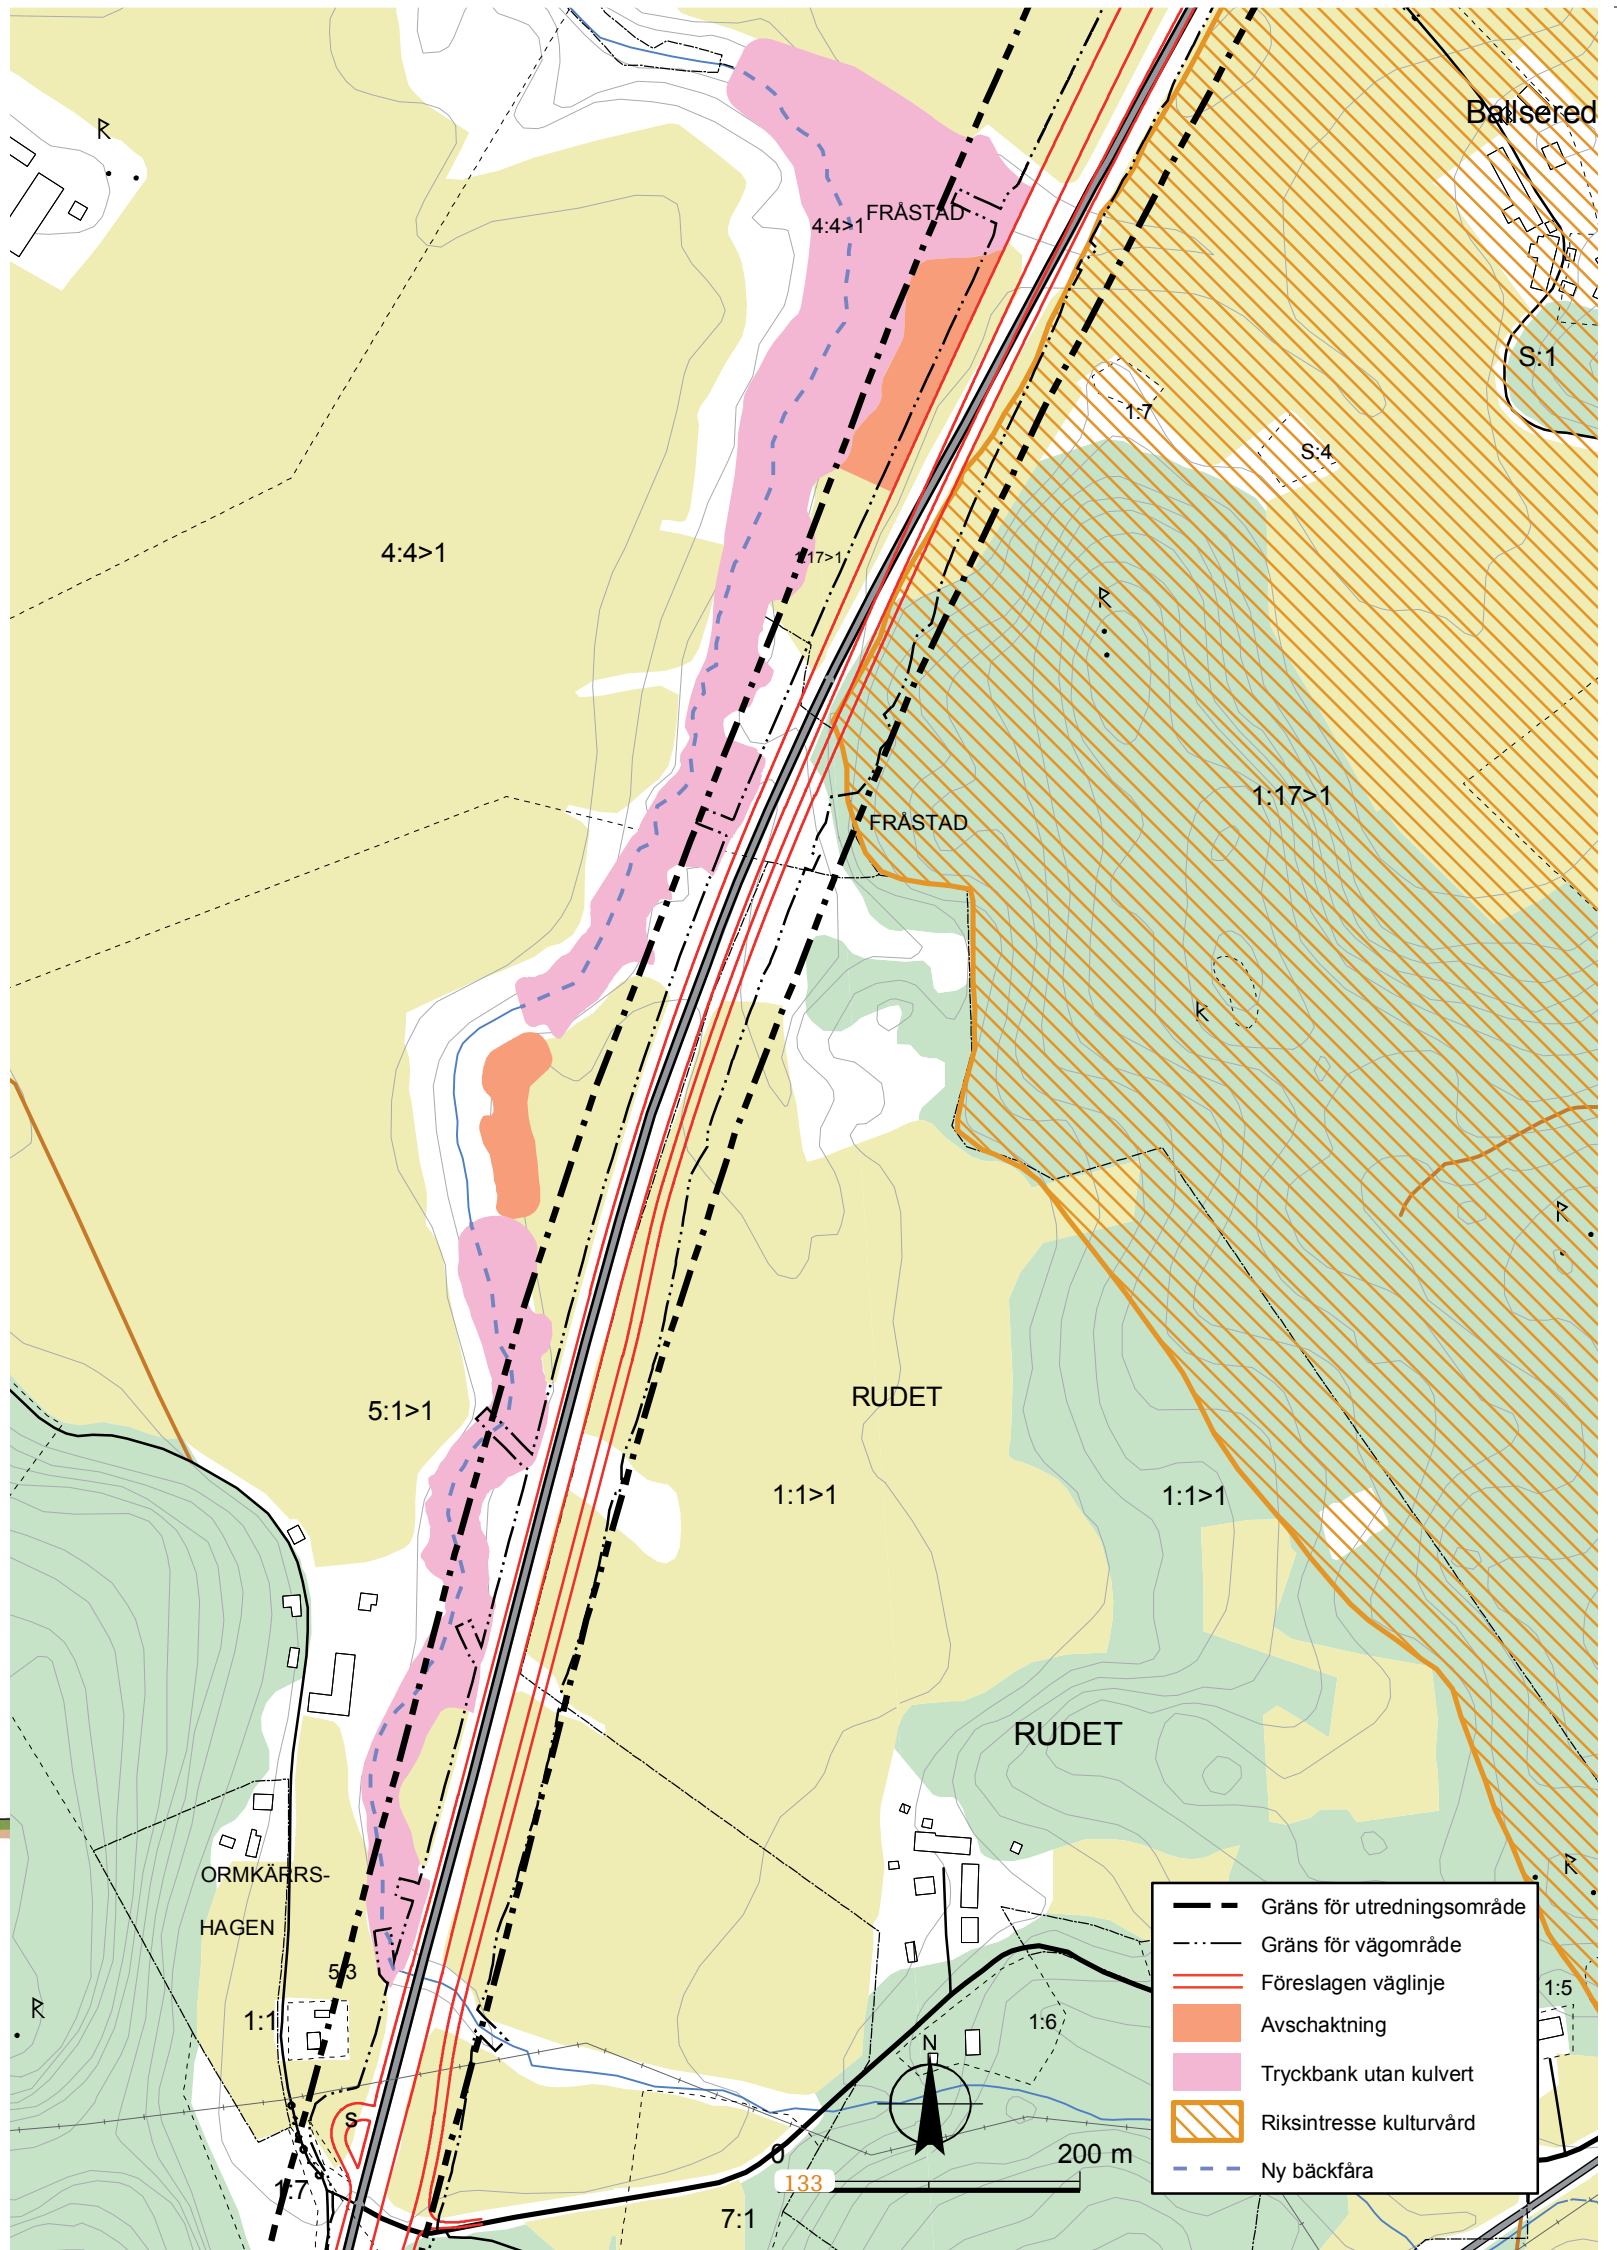 Ballsered
FRÅSTAD
4:4>1
S:1
1:7
S:4
4:4>1
1:17>1
1:17>1
FRÅSTAD
RUDET
5:1>1
1:1>1
1:1>1
RUDET
ORMKÄRRS-
HAGEN
5:3
1:1
1:6
1:5
S
N
0
200 m
133
1:7
7:1
Gräns för utredningsområde
Gräns för vägområde
Föreslagen väglinje
Avschaktning
Tryckbank utan kulvert
Riksintresse kulturvård
Ny bäckfåra